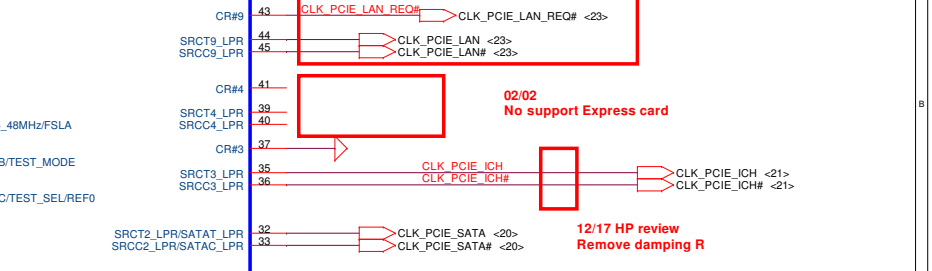 CR#9 43 CLK_PCIE_LAN_REQ# CLK_PCIE_LAN_REQ# <23>
SRCT9_LPR 44 CLK_PCIE_LAN <23>
SRCC9_LPR 45 CLK_PCIE_LAN# <23>
CR#4 41
02/02
No support Express card
SRCT4_LPR 39
SRCC4_LPR 40
_48MHz/FSLA
CR#3 37
B/TEST_MODE
SRCT3_LPR 35 CLK_PCIE_ICH CLK_PCIE_ICH <21>
SRCC3_LPR 36 CLK_PCIE_ICH# CLK_PCIE_ICH# <21>
C/TEST_SEL/REF0
SRCT2_LPR/SATAT_LPR 32 CLK_PCIE_SATA <20>
SRCC2_LPR/SATAC_LPR 33 CLK_PCIE_SATA# <20>
12/17 HP review
Remove damping R
B